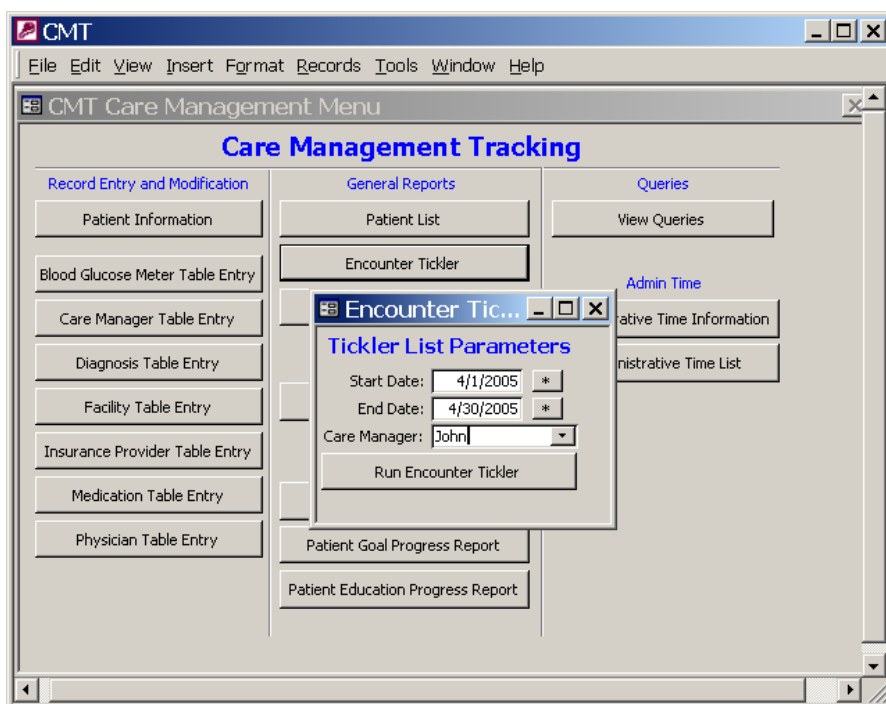 CMT
File Edit View Insert Format Records Tools Window Help
CMT Care Management Menu
Care Management Tracking
Record Entry and Modification
Patient Information
Blood Glucose Meter Table Entry
Care Manager Table Entry
Diagnosis Table Entry
Facility Table Entry
Insurance Provider Table Entry
Medication Table Entry
Physician Table Entry
General Reports
Patient List
Encounter Tickler
Patient Goal Progress Report
Patient Education Progress Report
Queries
View Queries
Admin Time
rative Time Information
nistrative Time List
Encounter Tic...
Tickler List Parameters
Start Date: 4/1/2005 *
End Date: 4/30/2005 *
Care Manager: John
Run Encounter Tickler